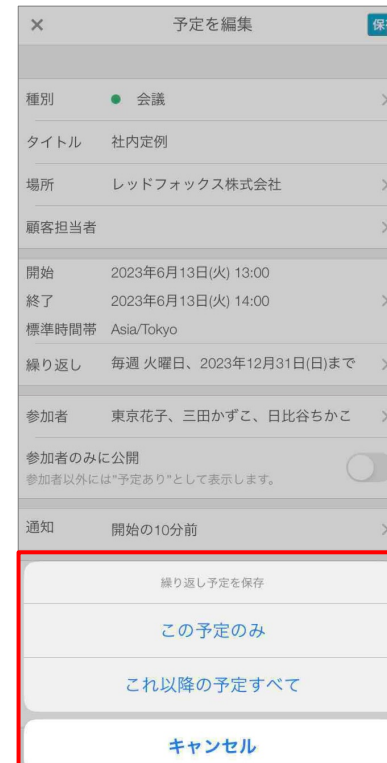 × 予定を編集
種別 ● 会議
タイトル 社内定例
場所 レッドフォックス株式会社
顧客担当者
開始 2023年6月13日(火) 13:00
終了 2023年6月13日(火) 14:00
標準時間帯 Asia/Tokyo
繰り返し 毎週 火曜日、2023年12月31日(日)まで
参加者 東京花子、三田かずこ、日比谷ちかこ
参加者のみに公開
参加者以外には"予定あり"として表示します。
通知 開始の10分前
繰り返し予定を保存
この予定のみ
これ以降の予定すべて
キャンセル